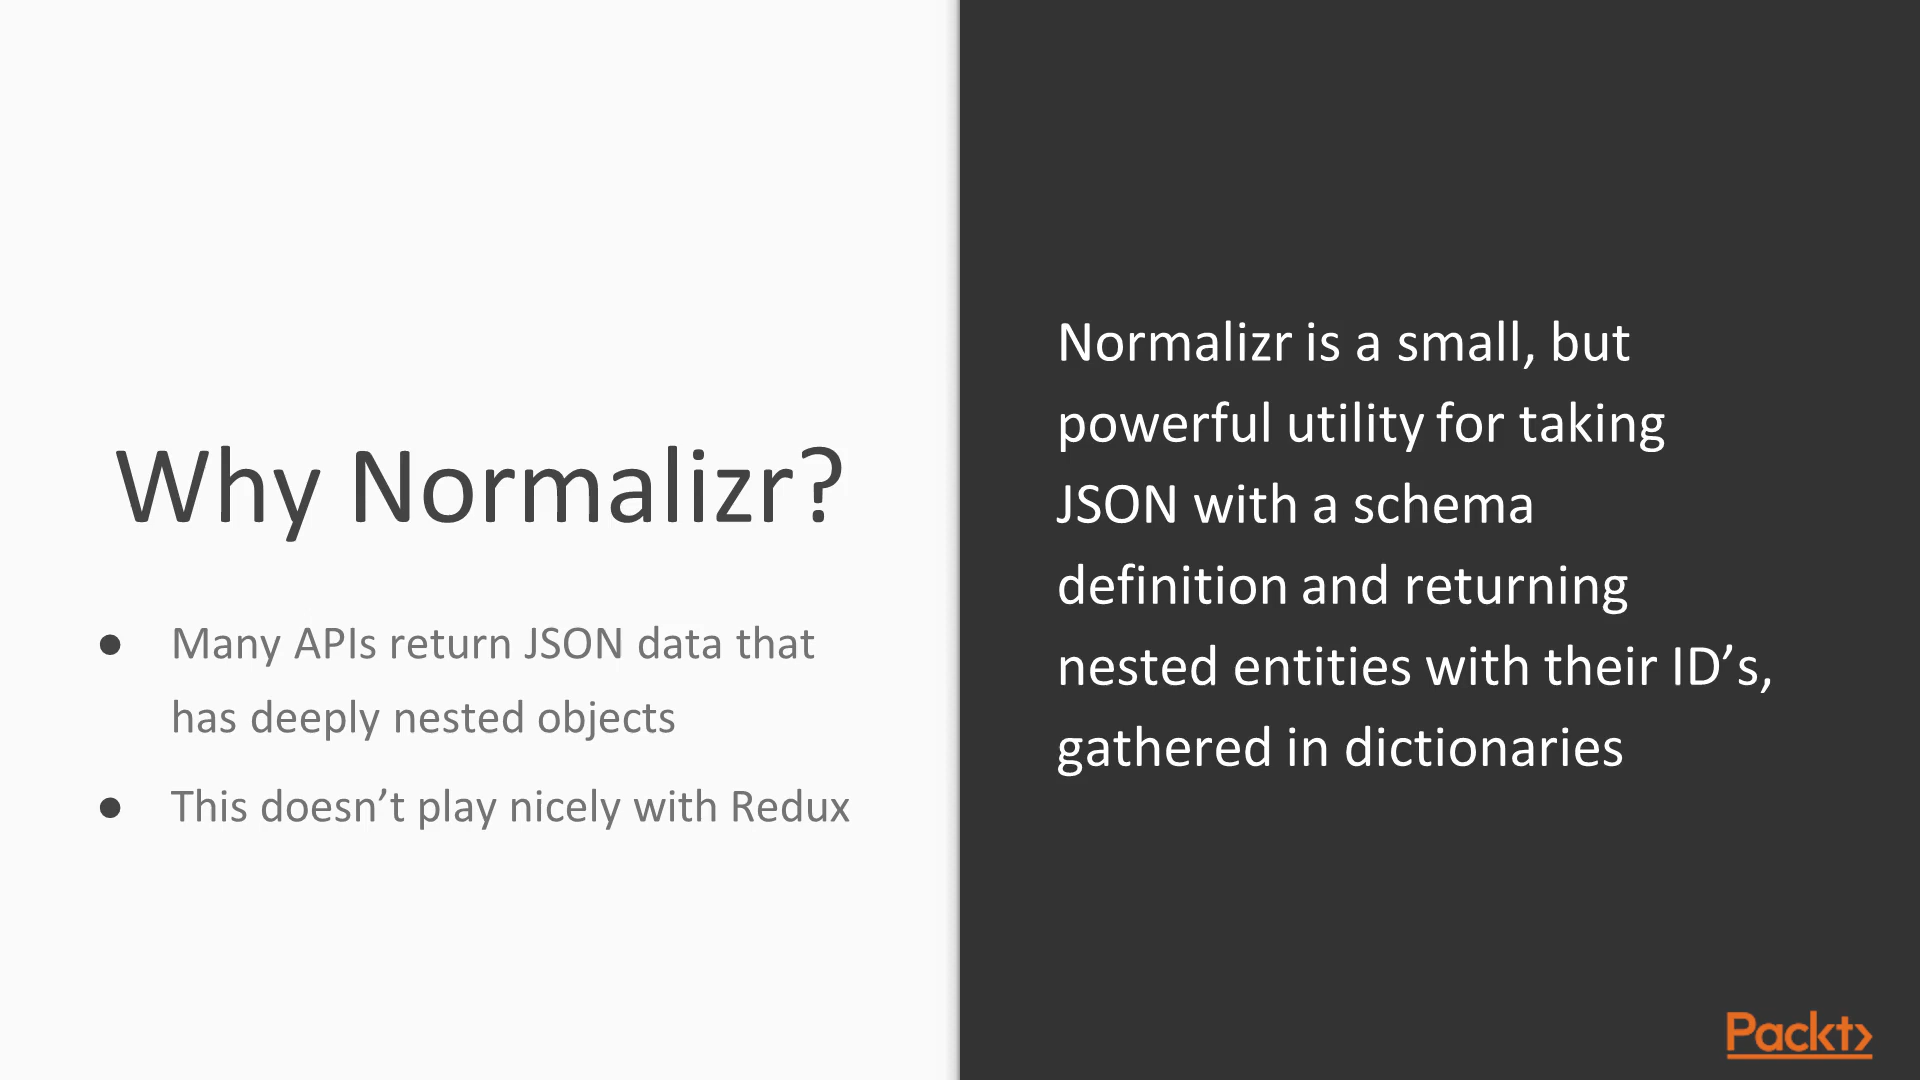 Why Normalizr?
● Many APIs return JSON data that
has deeply nested objects
● This doesn’t play nicely with Redux
Normalizr is a small, but
powerful utility for taking
JSON with a schema
definition and returning
nested entities with their ID’s,
gathered in dictionaries
Packt>